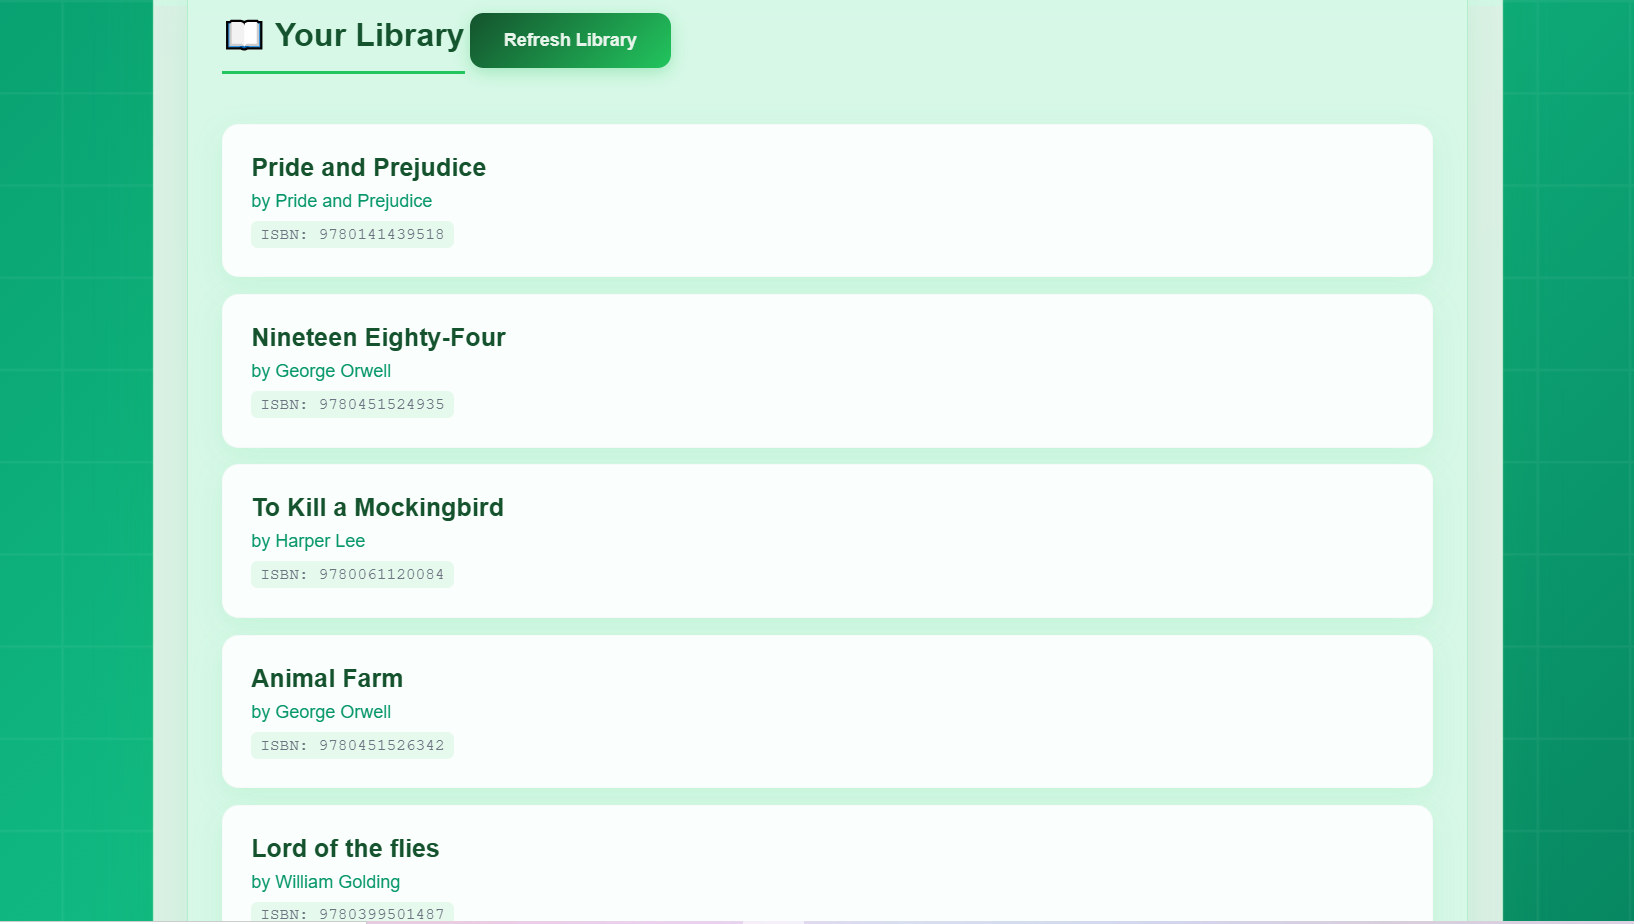 Your Library
Refresh Library
Pride and Prejudice
by Pride and Prejudice
ISBN: 9780141439518
Nineteen Eighty-Four
by George Orwell
ISBN: 9780451524935
To Kill a Mockingbird
by Harper Lee
ISBN: 9780061120084
Animal Farm
by George Orwell
ISBN: 9780451526342
Lord of the flies
by William Golding
ISBN: 9780399501487